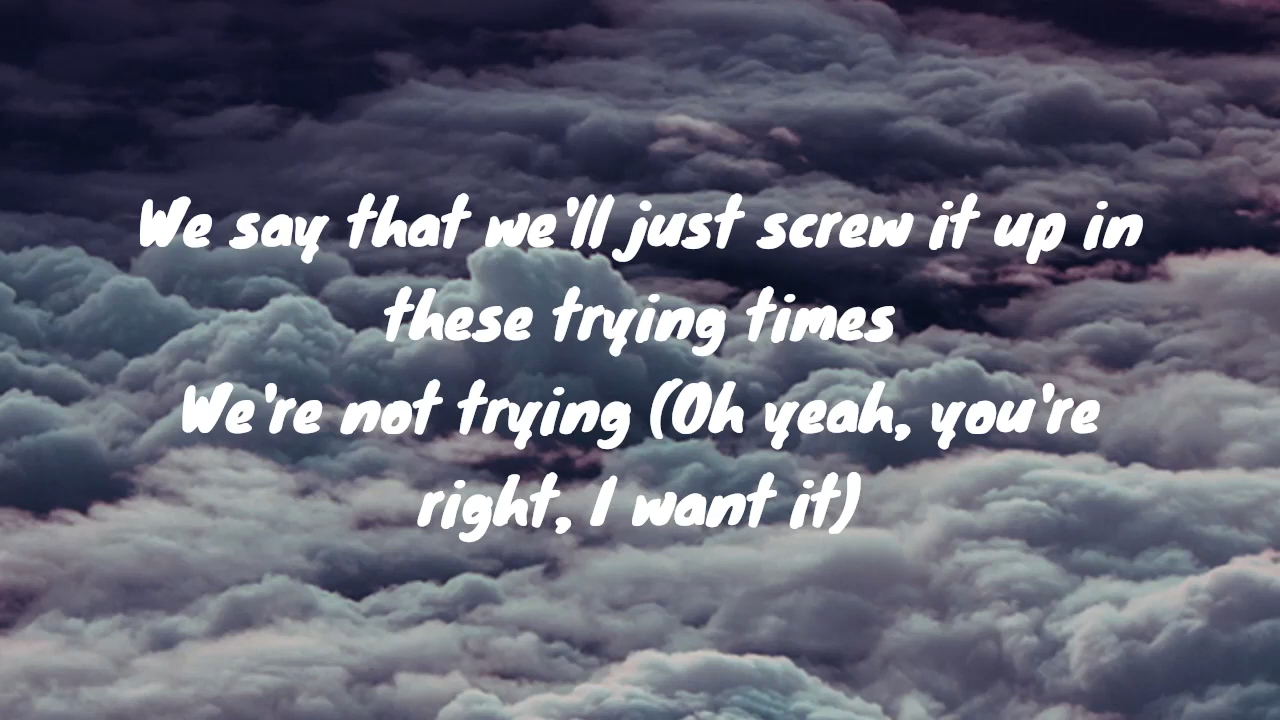 We say that we'll just screw it up in
these trying times
We're not trying (Oh yeah, you're
right, I want it)